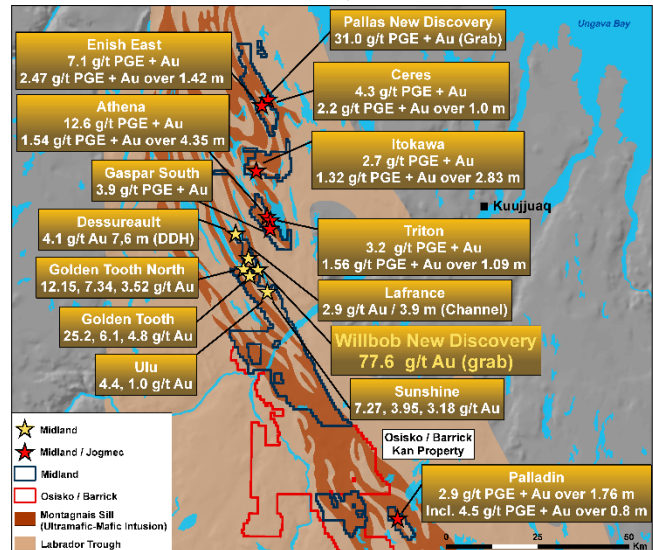 Ungava Bay
Pallas New Discovery
31.0 g/t PGE + Au (Grab)
Enish East
7.1 g/t PGE + Au
2.47 g/t PGE + Au over 1.42 m
Ceres
4.3 g/t PGE + Au
2.2 g/t PGE + Au over 1.0 m
Athena
12.6 g/t PGE + Au
1.54 g/t PGE + Au over 4.35 m
Itokawa
2.7 g/t PGE + Au
1.32 g/t PGE + Au over 2.83 m
Gaspar South
3.9 g/t PGE + Au
Kuujjuaq
Dessureault
4.1 g/t Au 7,6 m (DDH)
Triton
3.2 g/t PGE + Au
1.56 g/t PGE + Au over 1.09 m
Golden Tooth North
12.15, 7.34, 3.52 g/t Au
Lafrance
2.9 g/t Au / 3.9 m (Channel)
Golden Tooth
25.2, 6.1, 4.8 g/t Au
Willbob New Discovery
77.6 g/t Au (grab)
Ulu
4.4, 1.0 g/t Au
Sunshine
7.27, 3.95, 3.18 g/t Au
Midland
Midland / Jogmec
Midland
Osisko / Barrick
Montagnais Sill
(Ultramafic-Mafic Intusion)
Labrador Trough
Osisko / Barrick
Kan Property
Palladin
2.9 g/t PGE + Au over 1.76 m
Incl. 4.5 g/t PGE + Au over 0.8 m
0 25 50
Km